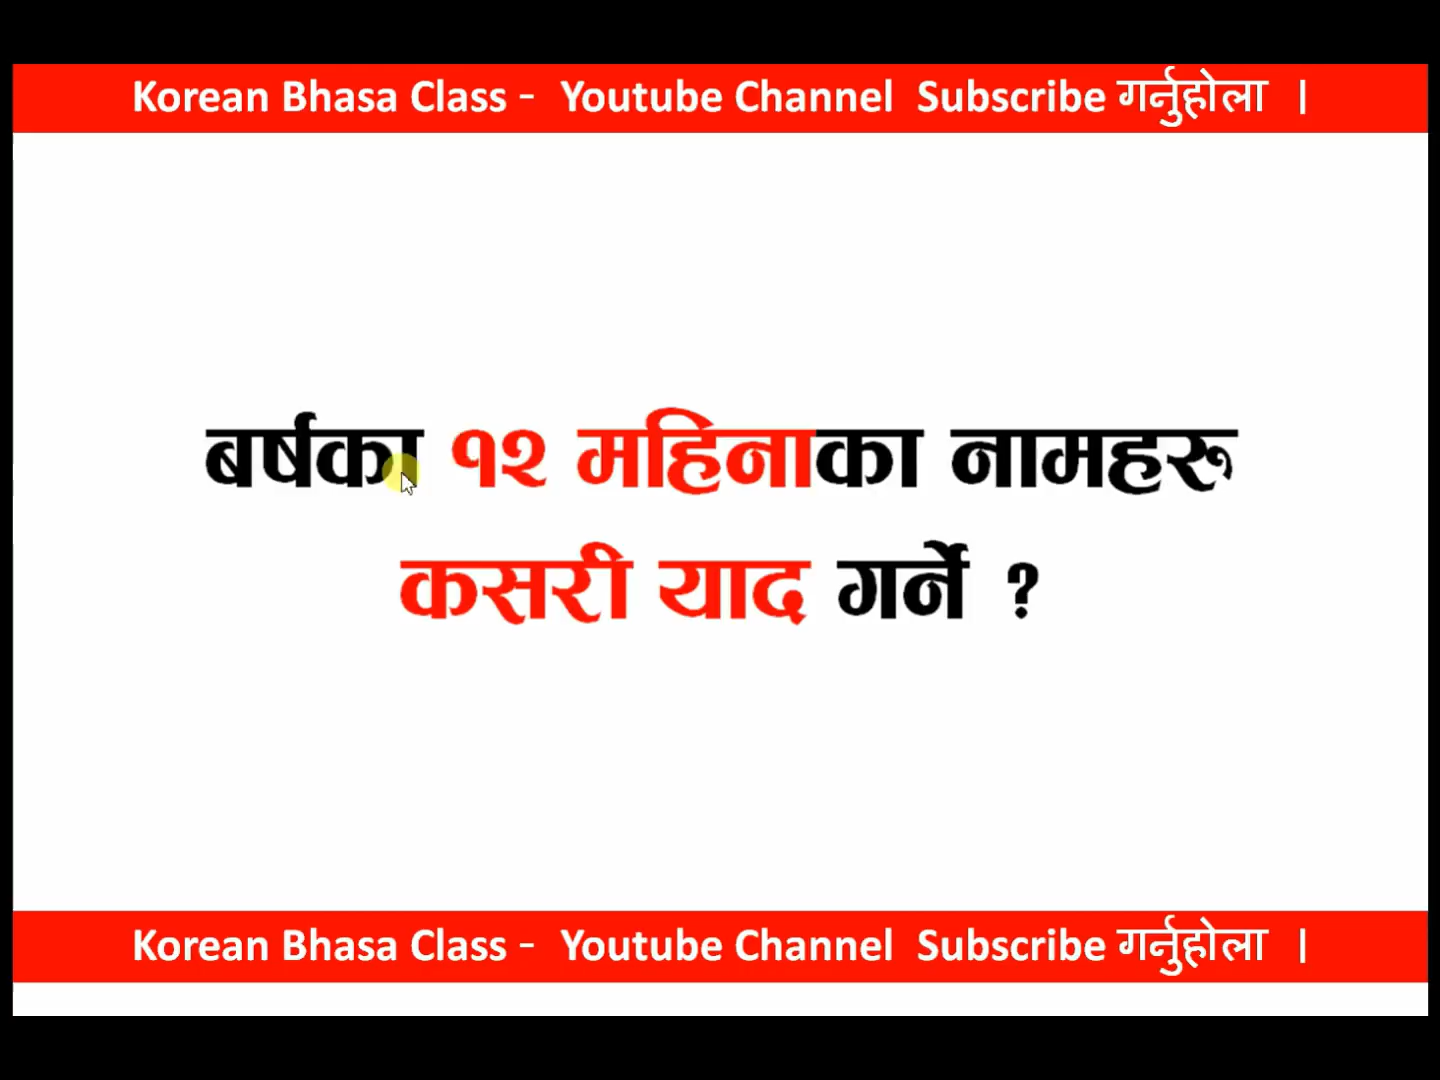 Korean Bhasa Class - Youtube Channel Subscribe गर्नुहोला ।
बर्षका १२ महिनाका नामहरु
कसरी याद गर्ने ?
Korean Bhasa Class - Youtube Channel Subscribe गर्नुहोला ।